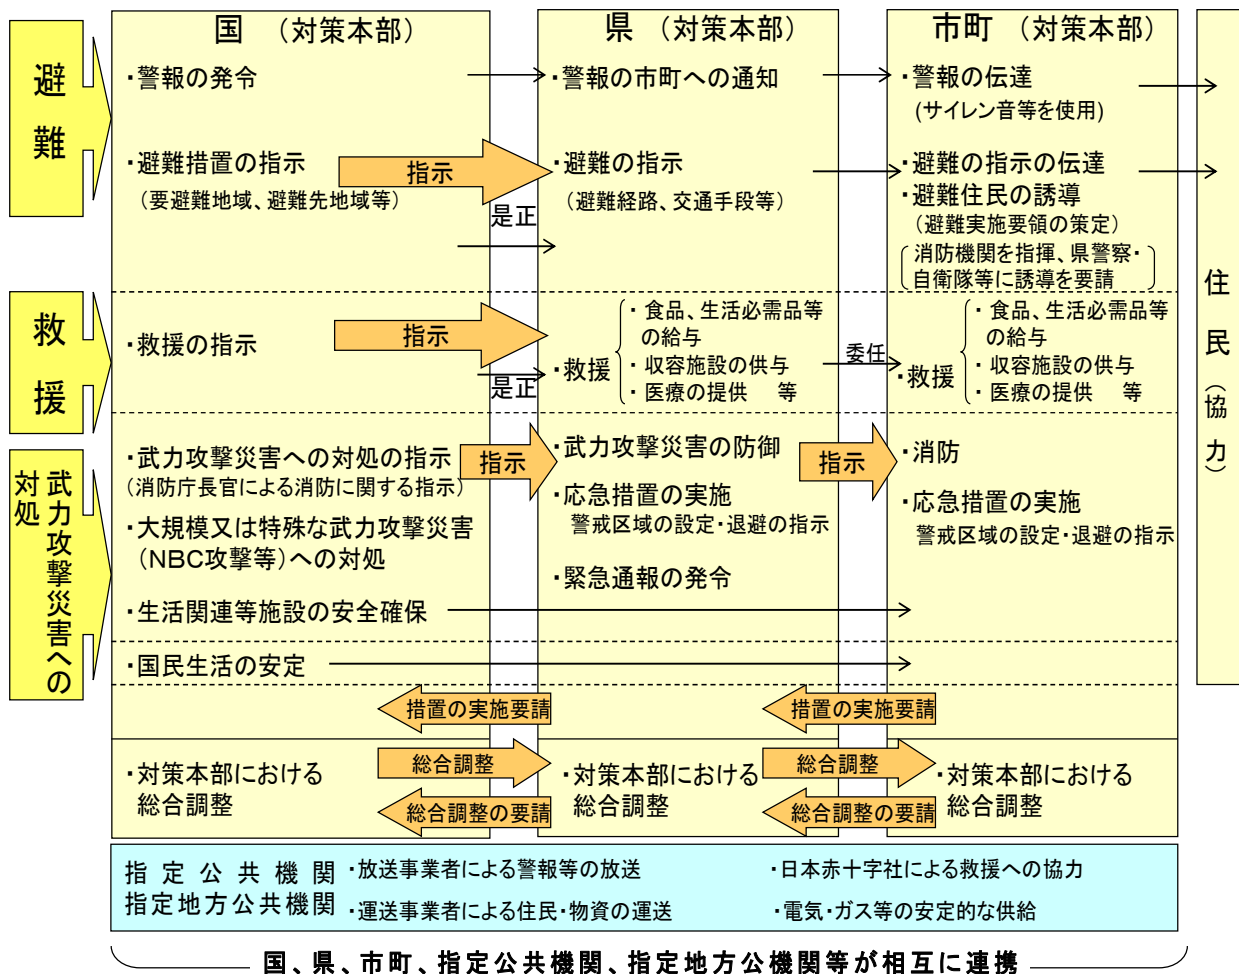 国 （対策本部）
県 （対策本部）
市町 （対策本部）
避難
・警報の発令
・警報の市町への通知
・警報の伝達
(サイレン音等を使用)
・避難措置の指示
（要避難地域、避難先地域等）
指示
是正
・避難の指示
（避難経路、交通手段等）
・避難の指示の伝達
・避難住民の誘導
（避難実施要領の策定）
消防機関を指揮、県警察・
自衛隊等に誘導を要請
住民（協力）
救援
・救援の指示
指示
是正
・救援
・食品、生活必需品等
の給与
・収容施設の供与
・医療の提供 等
委任
・救援
・食品、生活必需品等
の給与
・収容施設の供与
・医療の提供 等
武力攻撃災害への
対処
・武力攻撃災害への対処の指示
（消防庁長官による消防に関する指示）
・大規模又は特殊な武力攻撃災害
（NBC攻撃等）への対処
・生活関連等施設の安全確保
指示
・武力攻撃災害の防御
・応急措置の実施
警戒区域の設定・退避の指示
・緊急通報の発令
指示
・消防
・応急措置の実施
警戒区域の設定・退避の指示
・国民生活の安定
措置の実施要請
措置の実施要請
・対策本部における
総合調整
総合調整
総合調整の要請
・対策本部における
総合調整
総合調整
総合調整の要請
・対策本部における
総合調整
指定公共機関
指定地方公共機関
・放送事業者による警報等の放送
・日本赤十字社による救援への協力
・運送事業者による住民・物資の運送
・電気・ガス等の安定的な供給
国、県、市町、指定公共機関、指定地方公機関等が相互に連携